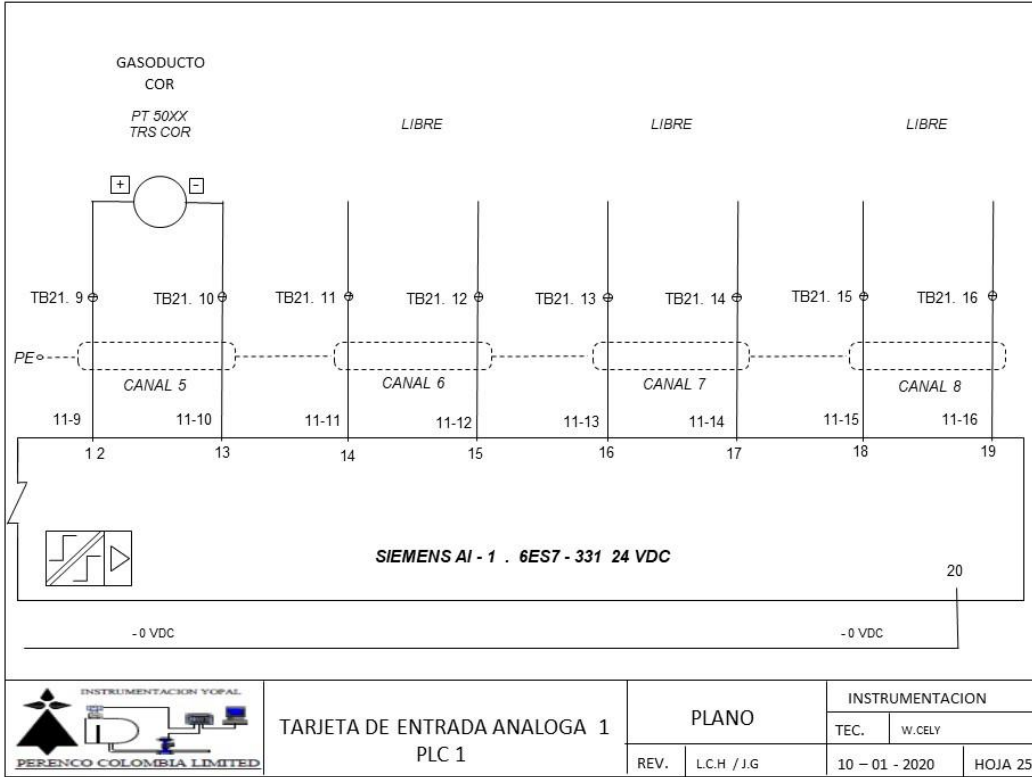 GASODUCTO
COR
PT 50XX
TRS COR
LIBRE
LIBRE
LIBRE
+
-
TB21. 9
TB21. 10
TB21. 11
TB21. 12
TB21. 13
TB21. 14
TB21. 15
TB21. 16
PE
CANAL 5
CANAL 6
CANAL 7
CANAL 8
11-9
11-10
11-11
11-12
11-13
11-14
11-15
11-16
1 2
13
14
15
16
17
18
19
SIEMENS AI - 1 . 6ES7 - 331 24 VDC
20
- 0 VDC
- 0 VDC
INSTRUMENTACION YOPAL
PERENCO COLOMBIA LIMITED
TARJETA DE ENTRADA ANALOGA 1
PLC 1
PLANO
REV.
L.C.H / J.G
INSTRUMENTACION
TEC.
W.CELY
10 – 01 - 2020
HOJA 25